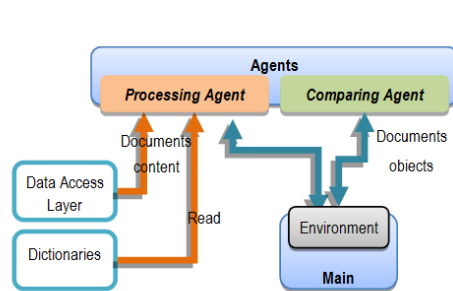 Agents
Processing Agent
Comparing Agent
Documents
content
Documents
objects
Data Access
Layer
Read
Environment
Dictionaries
Main